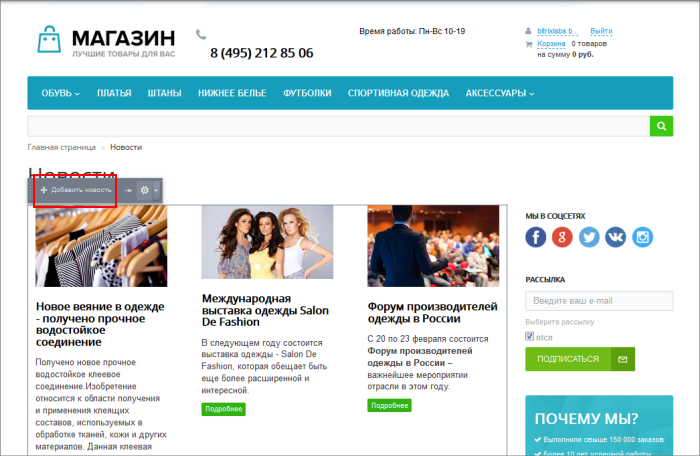 МАГАЗИН
ЛУЧШИЕ ТОВАРЫ ДЛЯ ВАС
8 (495) 212 85 06
Время работы: Пн-Вс 10-19
bitrixlabs b... Выйти
Корзина 0 товаров
на сумму 0 руб.
ОБУВЬ ПЛАТЬЯ ШТАНЫ НИЖНЕЕ БЕЛЬЕ ФУТБОЛКИ СПОРТИВНАЯ ОДЕЖДА АКСЕССУАРЫ
Главная страница > Новости
Новости
Добавить новость
Новое веяние в одежде
- получено прочное
водостойкое
соединение
Получено новое прочное
водостойкое клеевое
соединение.Изобретение
относится к области получения
и применения клеящих
составов, используемых в
обработке тканей, кожи и других
материалов. Данная клеевая
Международная
выставка одежды Salon
De Fashion
В следующем году состоится
выставка одежды - Salon De
Fashion, которая обещает быть
еще более расширенной и
интересной.
Подробнее
Форум производителей
одежды в России
С 20 по 23 февраля состоится
Форум производителей
одежды в России –
важнейшее мероприятии
отрасли в этом году.
Подробнее
МЫ В СОЦСЕТЯХ
РАССЫЛКА
Введите ваш e-mail
Выберите рассылку
ПОДПИСАТЬСЯ
ПОЧЕМУ МЫ?
Выполнили свыше 150 000 заказов
Более 10 лет успешной работы